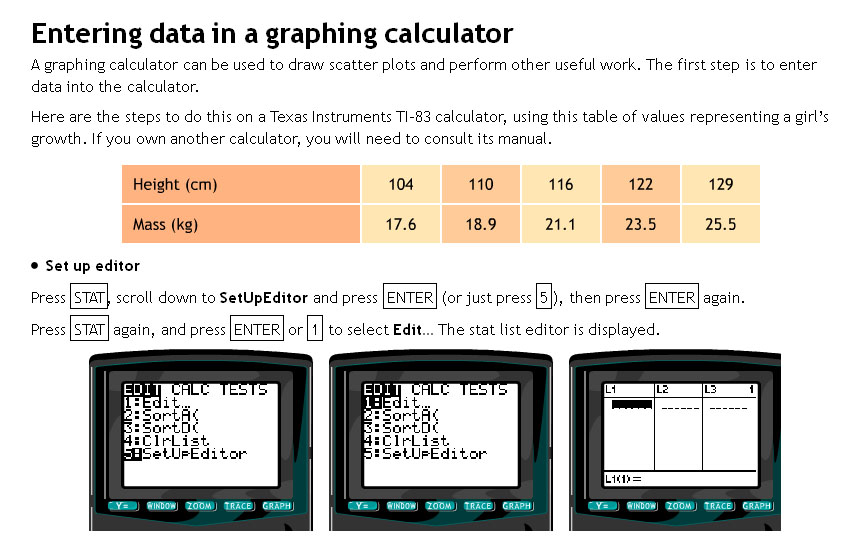 Entering data in a graphing calculator
A graphing calculator can be used to draw scatter plots and perform other useful work. The first step is to enter
data into the calculator.
Here are the steps to do this on a Texas Instruments TI-83 calculator, using this table of values representing a girl's
growth. If you own another calculator, you will need to consult its manual.
Height (cm) 104 110 116 122 129
Mass (kg) 17.6 18.9 21.1 23.5 25.5
• Set up editor
Press STAT, scroll down to SetUpEditor and press ENTER (or just press 5), then press ENTER again.
Press STAT again, and press ENTER or 1 to select Edit... The stat list editor is displayed.
EDIT CALC TESTS
1:Edit…
2:SortA(
3:SortD(
4:ClrList
5:SetUpEditor
Y= WINDOW ZOOM TRACE GRAPH
EDIT CALC TESTS
1:Edit…
2:SortA(
3:SortD(
4:ClrList
5:SetUpEditor
Y= WINDOW ZOOM TRACE GRAPH
L1 L2 L3 1
------ ------
L1(1)=
Y= WINDOW ZOOM TRACE GRAPH